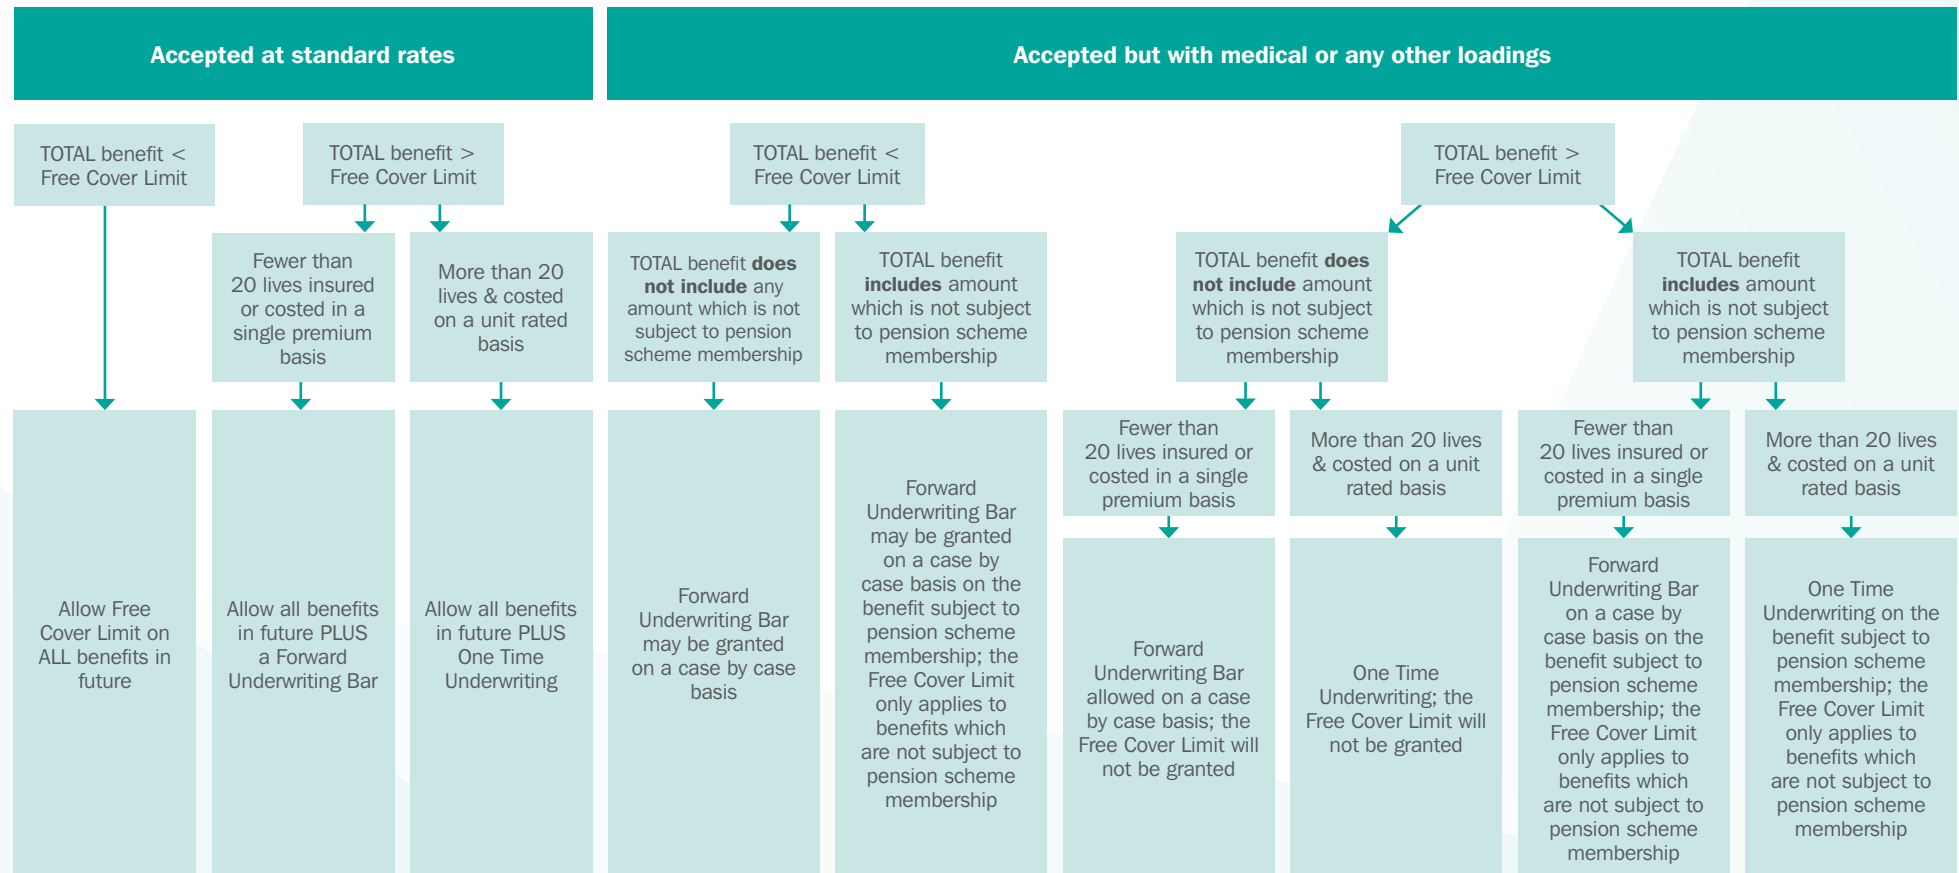 Accepted at standard rates
Accepted but with medical or any other loadings
TOTAL benefit <
Free Cover Limit
TOTAL benefit >
Free Cover Limit
TOTAL benefit <
Free Cover Limit
TOTAL benefit >
Free Cover Limit
Fewer than
20 lives insured
or costed in a
single premium
basis
More than 20
lives & costed
on a unit rated
basis
TOTAL benefit does
not include any
amount which is not
subject to pension
scheme membership
TOTAL benefit
includes amount
which is not subject
to pension scheme
membership
TOTAL benefit does
not include amount
which is not subject
to pension scheme
membership
TOTAL benefit
includes amount
which is not subject
to pension scheme
membership
Fewer than
20 lives insured or
costed in a single
premium basis
More than 20 lives
& costed on a unit
rated basis
Fewer than
20 lives insured or
costed in a single
premium basis
More than 20 lives
& costed on a unit
rated basis
Allow Free
Cover Limit on
ALL benefits in
future
Allow all benefits
in future PLUS
a Forward
Underwriting Bar
Allow all benefits
in future PLUS
One Time
Underwriting
Forward
Underwriting Bar
may be granted
on a case by case
basis
Forward
Underwriting Bar
may be granted
on a case by
case basis on the
benefit subject to
pension scheme
membership; the
Free Cover Limit
only applies to
benefits which
are not subject to
pension scheme
membership
Forward
Underwriting Bar
allowed on a case
by case basis; the
Free Cover Limit will
not be granted
One Time
Underwriting; the
Free Cover Limit will
not be granted
Forward
Underwriting Bar
on a case by
case basis on the
benefit subject to
pension scheme
membership; the
Free Cover Limit
only applies to
benefits which
are not subject to
pension scheme
membership
One Time
Underwriting on the
benefit subject to
pension scheme
membership; the
Free Cover Limit
only applies to
benefits which
are not subject to
pension scheme
membership